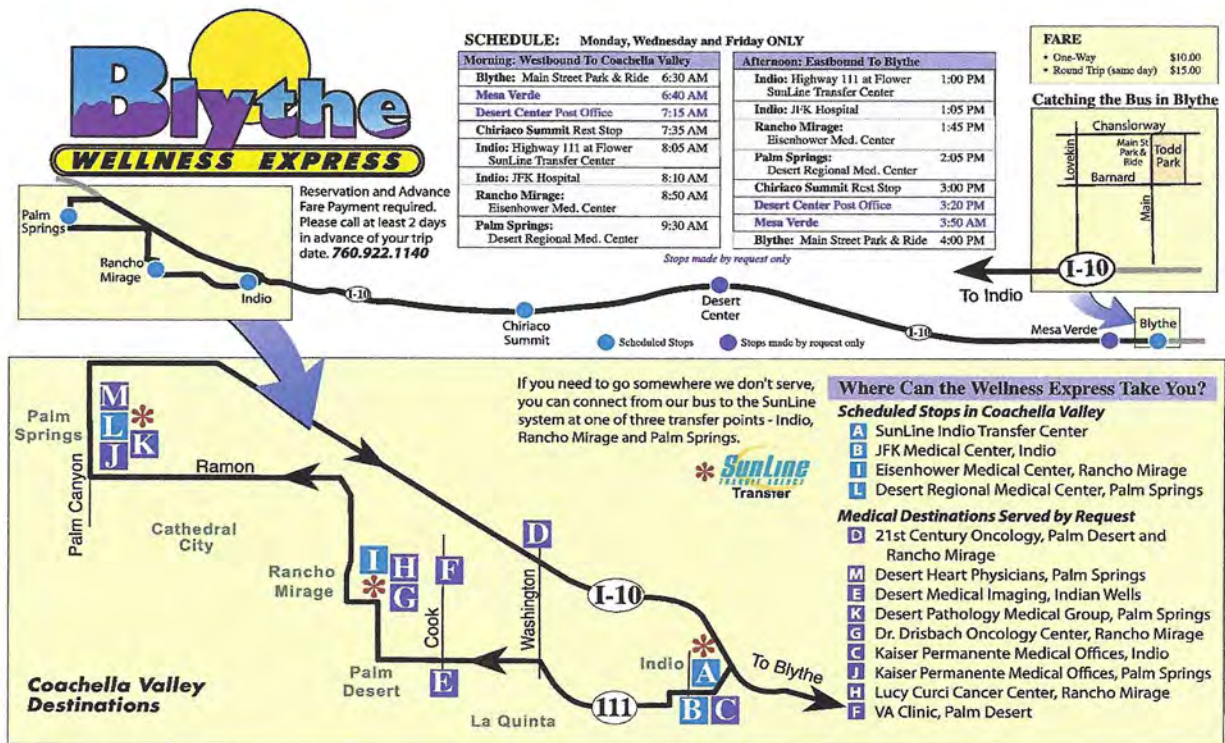 Blythe
WELLNESS EXPRESS
SCHEDULE: Monday, Wednesday and Friday ONLY
Morning: Westbound To Coachella Valley
Blythe: Main Street Park & Ride 6:30 AM
Mesa Verde 6:40 AM
Desert Center Post Office 7:15 AM
Chiriaco Summit Rest Stop 7:35 AM
Indio: Highway 111 at Flower 8:05 AM
SunLine Transfer Center
Indio: JFK Hospital 8:10 AM
Rancho Mirage: 8:50 AM
Eisenhower Med. Center
Palm Springs: 9:30 AM
Desert Regional Med. Center
Afternoon: Eastbound To Blythe
Indio: Highway 111 at Flower 1:00 PM
SunLine Transfer Center
Indio: JFK Hospital 1:05 PM
Rancho Mirage: 1:45 PM
Eisenhower Med. Center
Palm Springs: 2:05 PM
Desert Regional Med. Center
Chiriaco Summit Rest Stop 3:00 PM
Desert Center Post Office 3:20 PM
Mesa Verde 3:50 AM
Blythe: Main Street Park & Ride 4:00 PM
Stops made by request only
FARE
• One-Way $10.00
• Round Trip (same day) $15.00
Catching the Bus in Blythe
Chanslorway
Lovekin
Main St
Park &
Ride
Todd
Park
Barnard
Main
I-10
To Indio
Reservation and Advance
Fare Payment required.
Please call at least 2 days
in advance of your trip
date. 760.922.1140
Palm
Springs
Rancho
Mirage
Indio
I-10
Chiriaco
Summit
Desert
Center
I-10
Mesa Verde
Blythe
Scheduled Stops
Stops made by request only
If you need to go somewhere we don't serve,
you can connect from our bus to the SunLine
system at one of three transfer points - Indio,
Rancho Mirage and Palm Springs.
* SunLine
TRANSIT AGENCY
Transfer
Palm
Springs
M
L
J
*
K
Palm Canyon
Ramon
Cathedral
City
Rancho
Mirage
I
*
H
G
F
Cook
E
D
Washington
I-10
Palm
Desert
La Quinta
111
Indio
*
A
B
C
To Blythe
Coachella Valley
Destinations
Where Can the Wellness Express Take You?
Scheduled Stops in Coachella Valley
A SunLine Indio Transfer Center
B JFK Medical Center, Indio
I Eisenhower Medical Center, Rancho Mirage
L Desert Regional Medical Center, Palm Springs
Medical Destinations Served by Request
D 21st Century Oncology, Palm Desert and
Rancho Mirage
M Desert Heart Physicians, Palm Springs
E Desert Medical Imaging, Indian Wells
K Desert Pathology Medical Group, Palm Springs
G Dr. Drisbach Oncology Center, Rancho Mirage
C Kaiser Permanente Medical Offices, Indio
J Kaiser Permanente Medical Offices, Palm Springs
H Lucy Curci Cancer Center, Rancho Mirage
F VA Clinic, Palm Desert